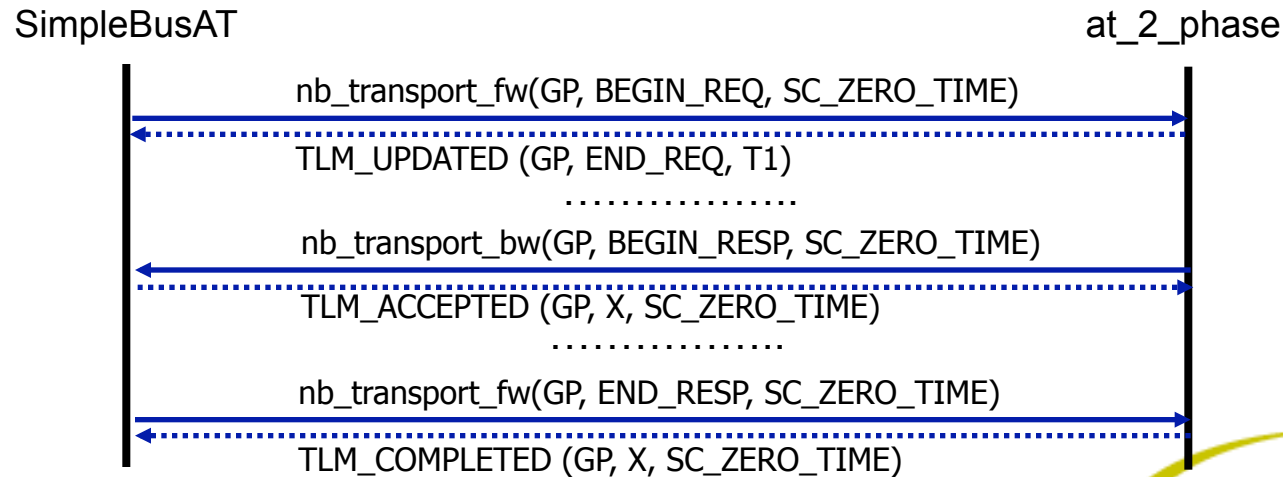 SimpleBusAT at_2_phase
nb_transport_fw(GP, BEGIN_REQ, SC_ZERO_TIME)
TLM_UPDATED (GP, END_REQ, T1)
.................
nb_transport_bw(GP, BEGIN_RESP, SC_ZERO_TIME)
TLM_ACCEPTED (GP, X, SC_ZERO_TIME)
.................
nb_transport_fw(GP, END_RESP, SC_ZERO_TIME)
TLM_COMPLETED (GP, X, SC_ZERO_TIME)